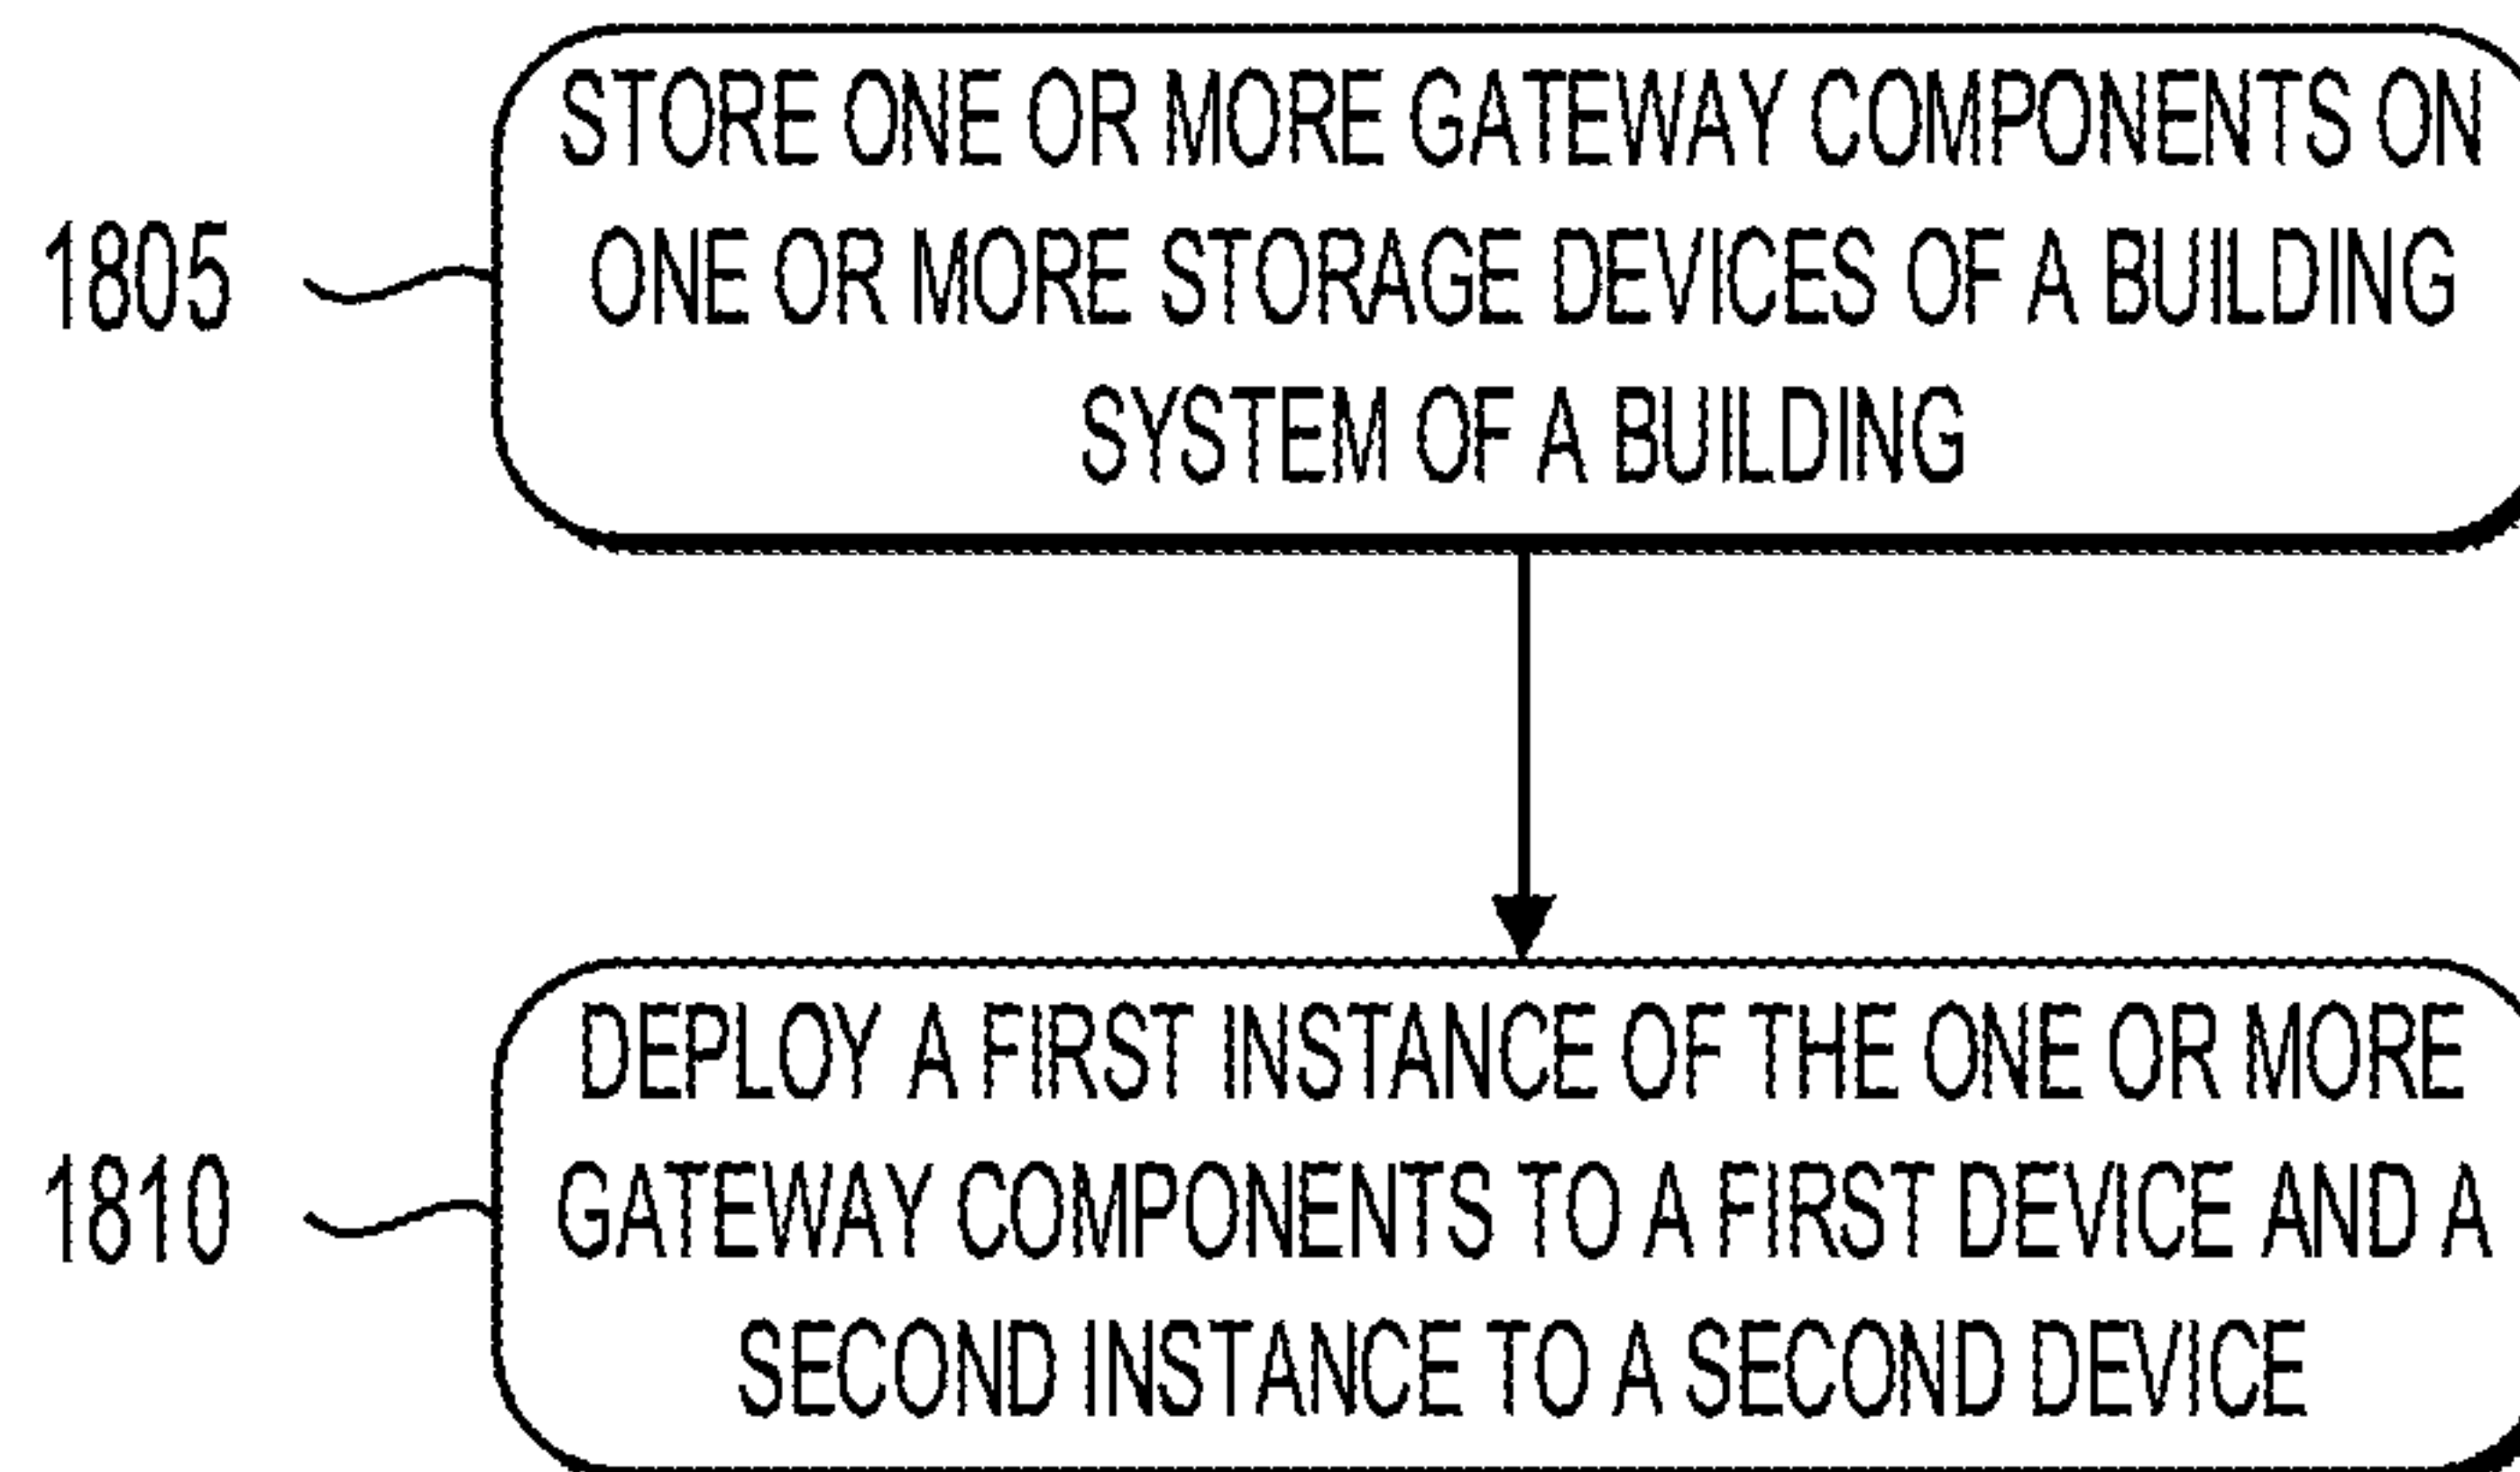 STORE ONE OR MORE GATEWAY COMPONENTS ON
1805
ONE OR MORE STORAGE DEVICES OF A BUILDING
SYSTEM OF A BUILDING
DEPLOY A FIRST INSTANCE OF THE ONE OR MORE
1810
GATEWAY COMPONENTS TO A FIRST DEVICE AND A
SECOND INSTANCE TO A SECOND DEVICE